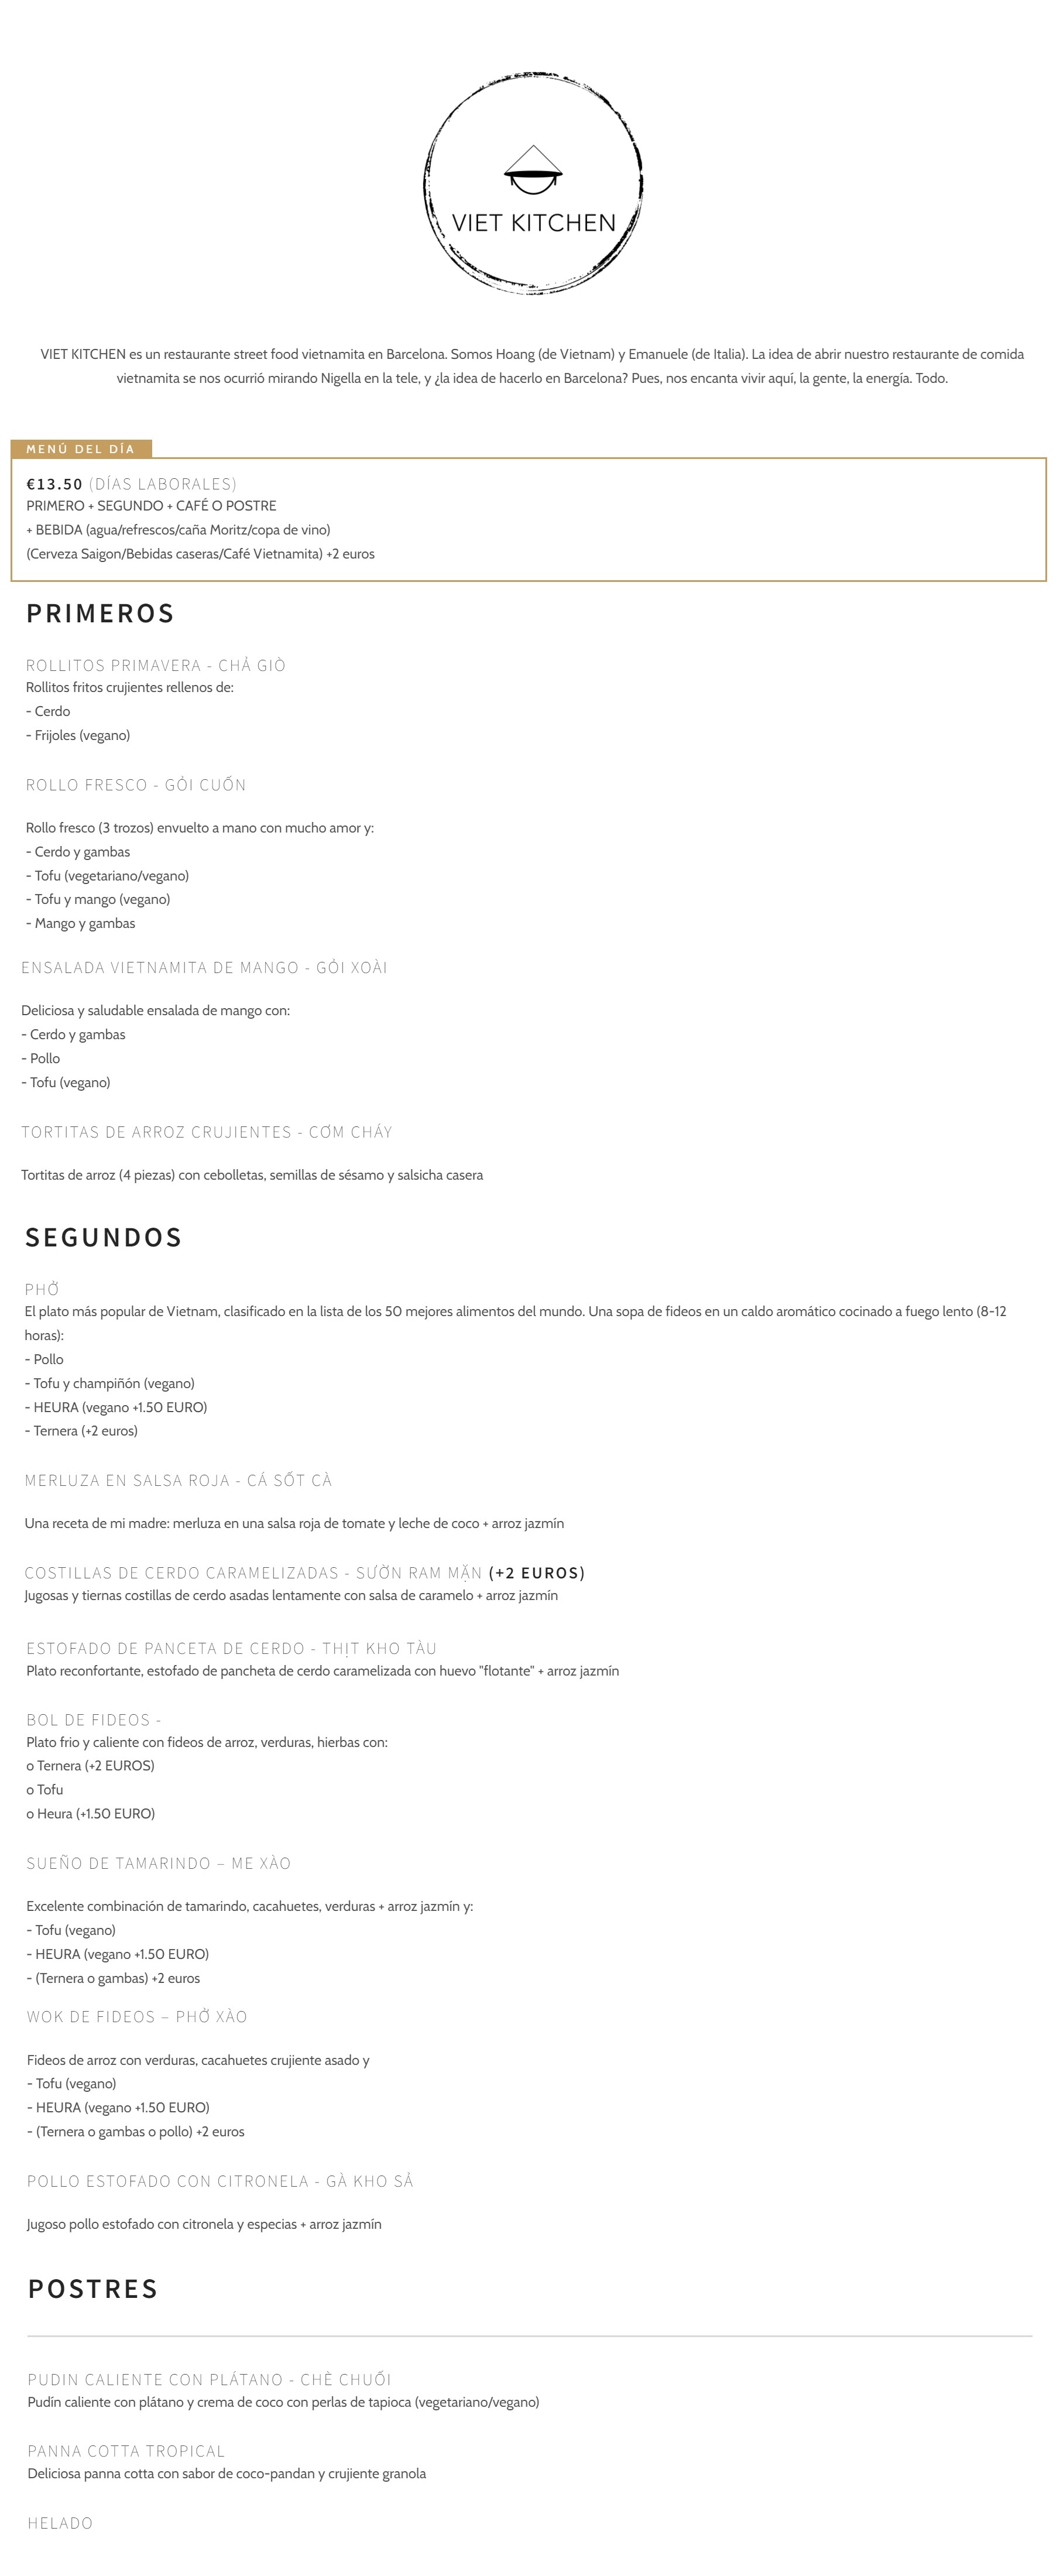 VIET KITCHEN
VIET KITCHEN es un restaurante street food vietnamita en Barcelona. Somos Hoang (de Vietnam) y Emanuele (de Italia). La idea de abrir nuestro restaurante de comida
vietnamita se nos ocurrió mirando Nigella en la tele, y ¿la idea de hacerlo en Barcelona? Pues, nos encanta vivir aquí, la gente, la energía. Todo.
MENÚ DEL DÍA
€13.50 (DÍAS LABORALES)
PRIMERO + SEGUNDO + CAFÉ O POSTRE
+ BEBIDA (agua/refrescos/caña Moritz/copa de vino)
(Cerveza Saigon/Bebidas caseras/Café Vietnamita) +2 euros
PRIMEROS
ROLLITOS PRIMAVERA - CHẢ GIÒ
Rollitos fritos crujientes rellenos de:
- Cerdo
- Frijoles (vegano)
ROLLO FRESCO - GỎI CUỐN
Rollo fresco (3 trozos) envuelto a mano con mucho amor y:
- Cerdo y gambas
- Tofu (vegetariano/vegano)
- Tofu y mango (vegano)
- Mango y gambas
ENSALADA VIETNAMITA DE MANGO - GỎI XOÀI
Deliciosa y saludable ensalada de mango con:
- Cerdo y gambas
- Pollo
- Tofu (vegano)
TORTITAS DE ARROZ CRUJIENTES - CƠM CHÁY
Tortitas de arroz (4 piezas) con cebolletas, semillas de sésamo y salsicha casera
SEGUNDOS
PHỞ
El plato más popular de Vietnam, clasificado en la lista de los 50 mejores alimentos del mundo. Una sopa de fideos en un caldo aromático cocinado a fuego lento (8-12
horas):
- Pollo
- Tofu y champiñón (vegano)
- HEURA (vegano +1.50 EURO)
- Ternera (+2 euros)
MERLUZA EN SALSA ROJA - CÁ SỐT CÀ
Una receta de mi madre: merluza en una salsa roja de tomate y leche de coco + arroz jazmín
COSTILLAS DE CERDO CARAMELIZADAS - SƯỜN RAM MẶN (+2 EUROS)
Jugosas y tiernas costillas de cerdo asadas lentamente con salsa de caramelo + arroz jazmín
ESTOFADO DE PANCETA DE CERDO - THỊT KHO TÀU
Plato reconfortante, estofado de pancheta de cerdo caramelizada con huevo "flotante" + arroz jazmín
BOL DE FIDEOS -
Plato frio y caliente con fideos de arroz, verduras, hierbas con:
o Ternera (+2 EUROS)
o Tofu
o Heura (+1.50 EURO)
SUEÑO DE TAMARINDO – ME XÀO
Excelente combinación de tamarindo, cacahuetes, verduras + arroz jazmín y:
- Tofu (vegano)
- HEURA (vegano +1.50 EURO)
- (Ternera o gambas) +2 euros
WOK DE FIDEOS – PHỞ XÀO
Fideos de arroz con verduras, cacahuetes crujiente asado y
- Tofu (vegano)
- HEURA (vegano +1.50 EURO)
- (Ternera o gambas o pollo) +2 euros
POLLO ESTOFADO CON CITRONELA - GÀ KHO SẢ
Jugoso pollo estofado con citronela y especias + arroz jazmín
POSTRES
PUDIN CALIENTE CON PLÁTANO - CHÈ CHUỐI
Pudín caliente con plátano y crema de coco con perlas de tapioca (vegetariano/vegano)
PANNA COTTA TROPICAL
Deliciosa panna cotta con sabor de coco-pandan y crujiente granola
HELADO